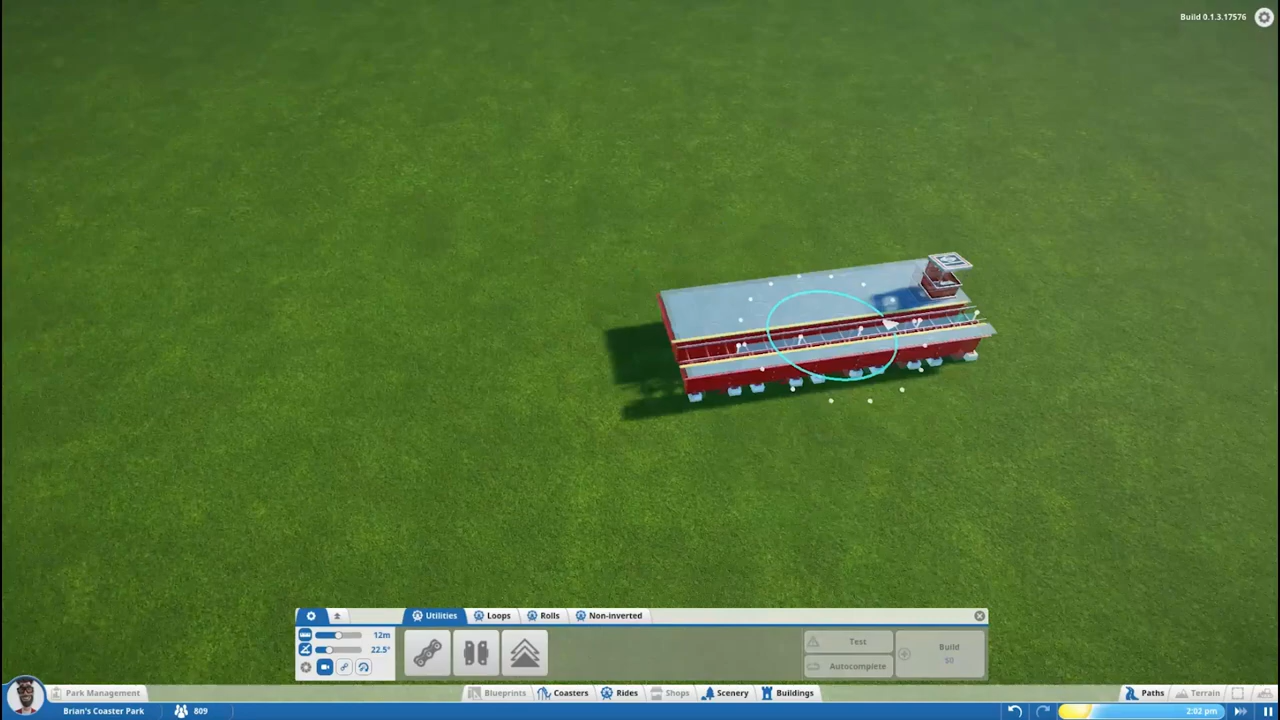 Build 0.1.3.17576
Utilities
Loops
Rolls
Non-inverted
12m
22.5°
Test
Autocomplete
Build
$0
Park Management
Blueprints
Coasters
Rides
Shops
Scenery
Buildings
Paths
Terrain
Brian's Coaster Park
809
2:02 pm